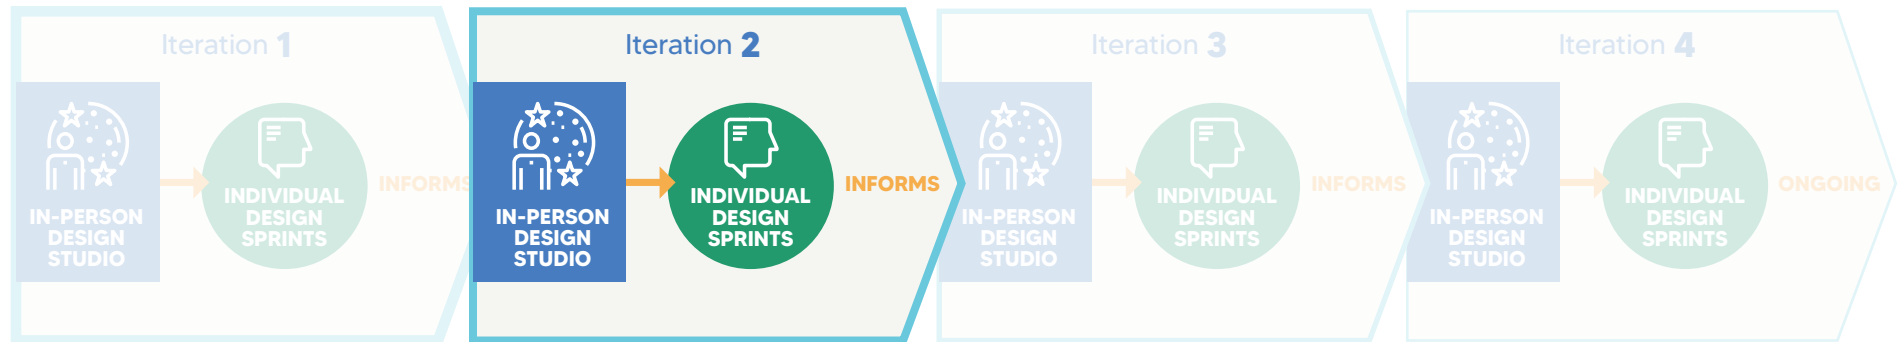 Iteration 1
IN-PERSON
DESIGN
STUDIO
INDIVIDUAL
DESIGN
SPRINTS
INFORMS
Iteration 2
IN-PERSON
DESIGN
STUDIO
INDIVIDUAL
DESIGN
SPRINTS
INFORMS
Iteration 3
IN-PERSON
DESIGN
STUDIO
INDIVIDUAL
DESIGN
SPRINTS
INFORMS
Iteration 4
IN-PERSON
DESIGN
STUDIO
INDIVIDUAL
DESIGN
SPRINTS
ONGOING